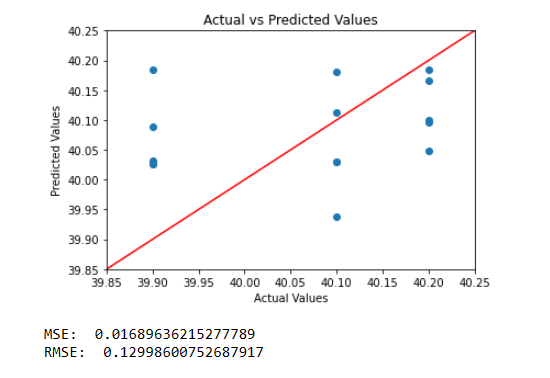 Actual vs Predicted Values
40.25
40.20
40.15
40.10
40.05
40.00
39.95
39.90
39.85
Predicted Values
39.85 39.90 39.95 40.00 40.05 40.10 40.15 40.20 40.25
Actual Values
MSE: 0.01689636215277789
RMSE: 0.12998600752687917